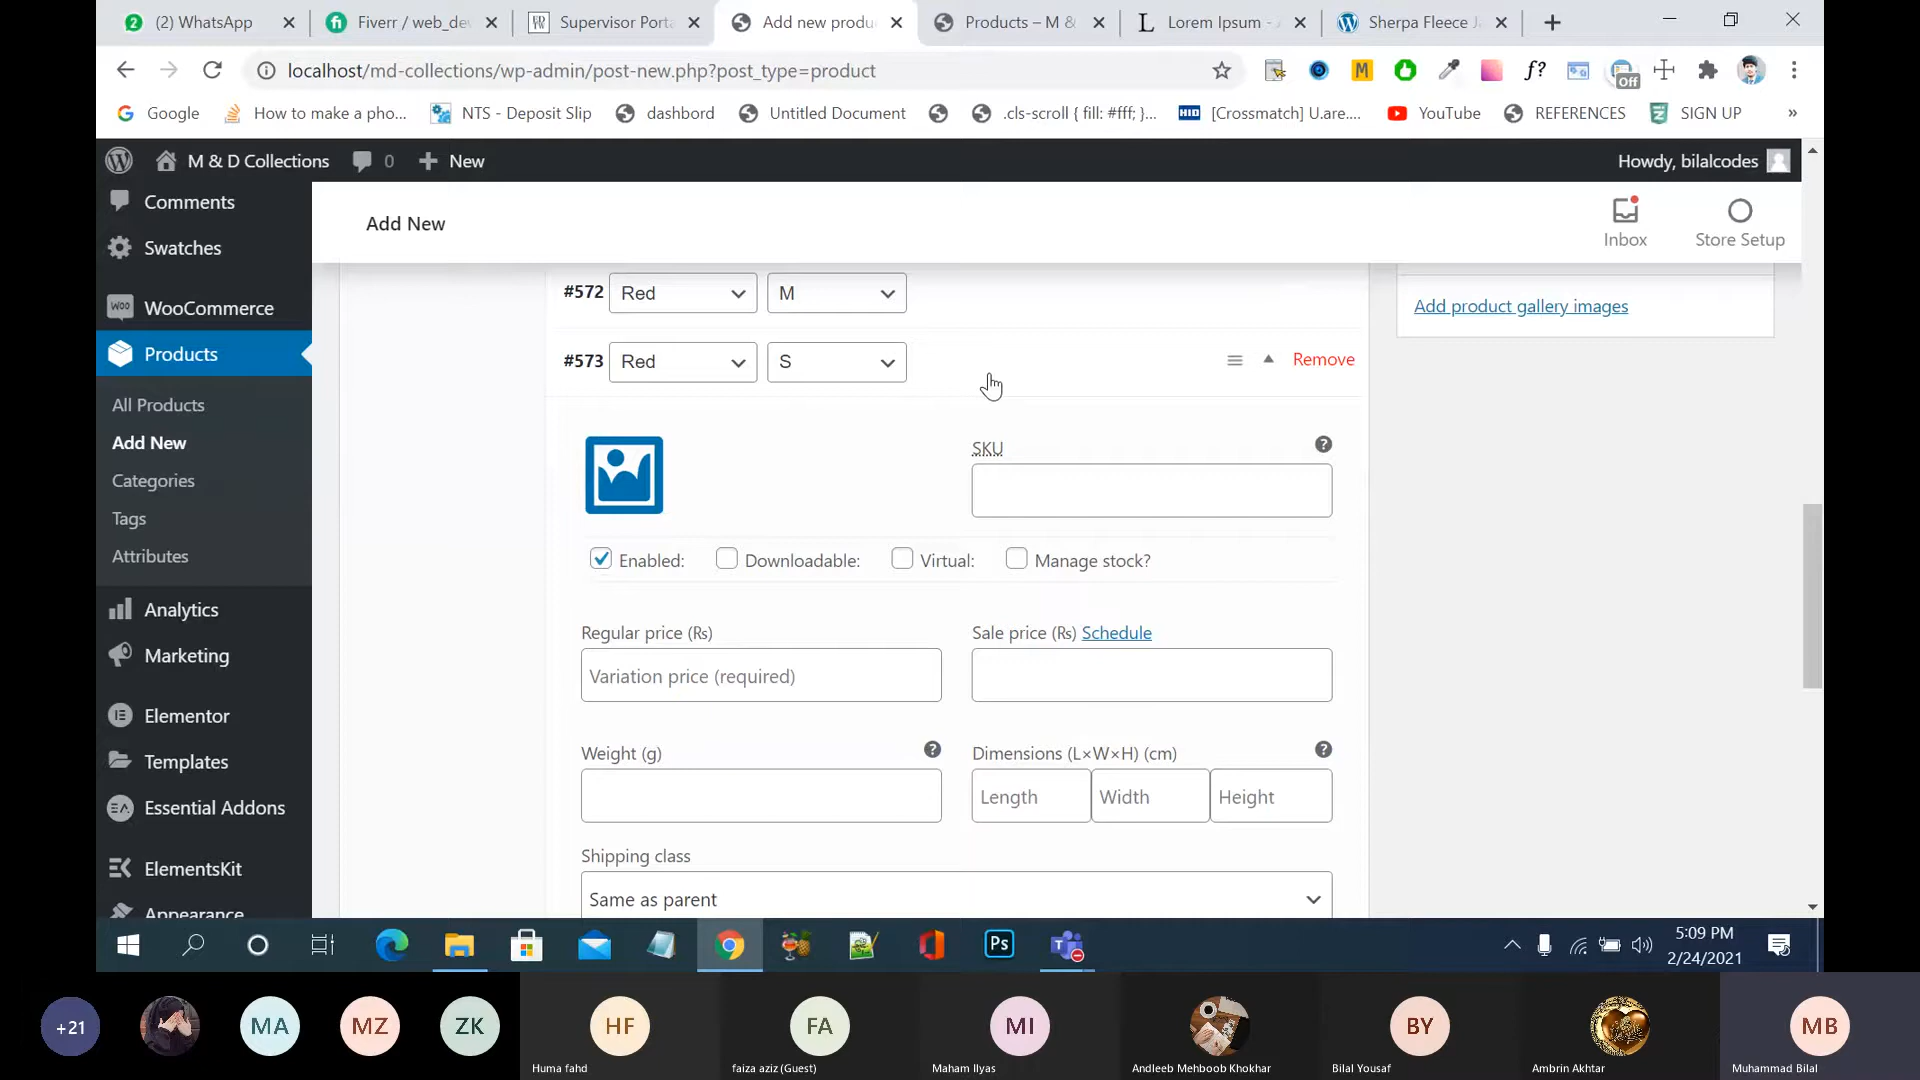 (2) WhatsApp
Fiverr / web_de
Supervisor Port
Add new produ
Products – M &
Lorem Ipsum -
Sherpa Fleece J
localhost/md-collections/wp-admin/post-new.php?post_type=product
M
f?
Off
Google
How to make a pho...
NTS - Deposit Slip
dashbord
Untitled Document
.cls-scroll { fill: #fff; }...
HID
[Crossmatch] U.are....
YouTube
REFERENCES
SIGN UP
»
M & D Collections
0
New
Howdy, bilalcodes
Comments
Swatches
WooCommerce
Products
All Products
Add New
Categories
Tags
Attributes
Analytics
Marketing
Elementor
Templates
Essential Addons
ElementsKit
Appearance
Add New
Inbox
Store Setup
#572 Red M
#573 Red S
Remove
Add product gallery images
SKU
Enabled: Downloadable: Virtual: Manage stock?
Regular price (₨)
Sale price (₨) Schedule
Variation price (required)
Weight (g)
Dimensions (L×W×H) (cm)
Length Width Height
Shipping class
Same as parent
Ps
5:09 PM
2/24/2021
+21
MA
MZ
ZK
HF
FA
MI
BY
MB
Huma fahd
faiza aziz (Guest)
Maham Ilyas
Andleeb Mehboob Khokhar
Bilal Yousaf
Ambrin Akhtar
Muhammad Bilal